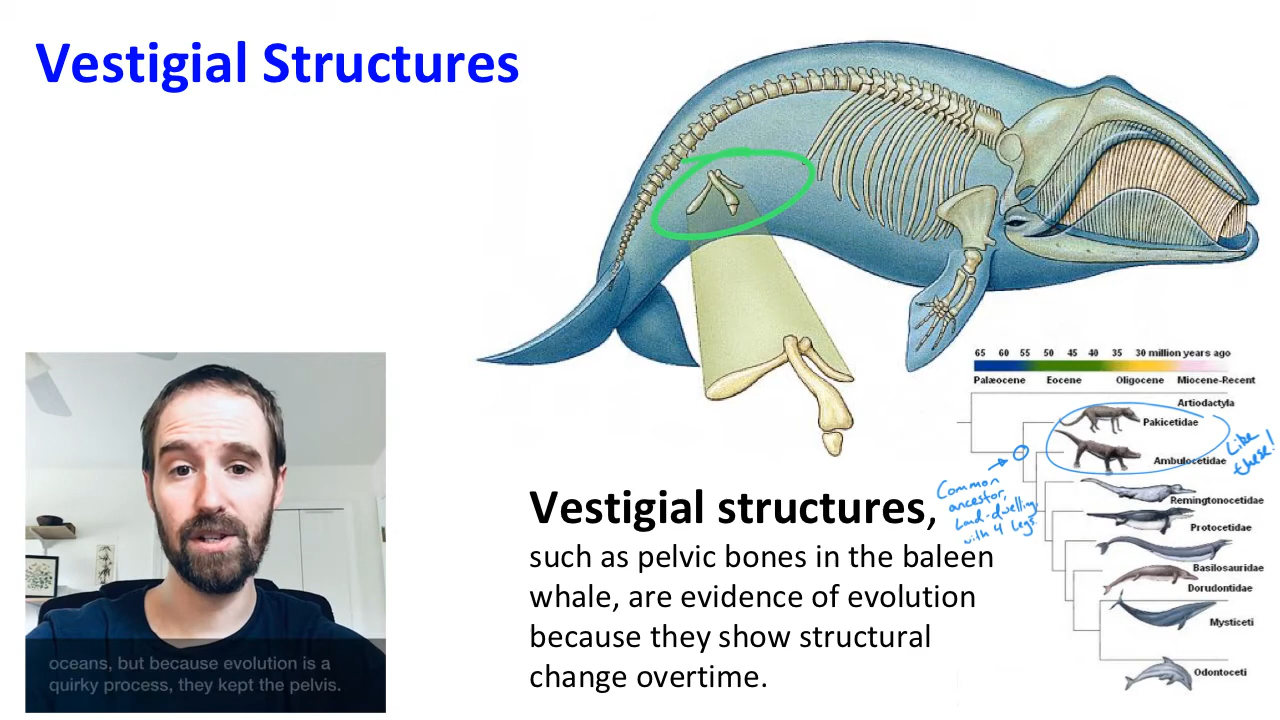 Vestigial Structures
65 60 55 50 45 40 35 30 million years ago
Palæocene Eocene Oligocene Miocene-Recent
Artiodactyla
Pakicetidae
Ambulocetidae
Like
these!
Remingtonocetidae
Protocetidae
Basilosauridae
Dorudontidae
Mysticeti
Odontoceti
Common
ancestor,
Land-dwelling
with 4 legs.
Vestigial structures,
such as pelvic bones in the baleen
whale, are evidence of evolution
because they show structural
change overtime.
oceans, but because evolution is a
quirky process, they kept the pelvis.